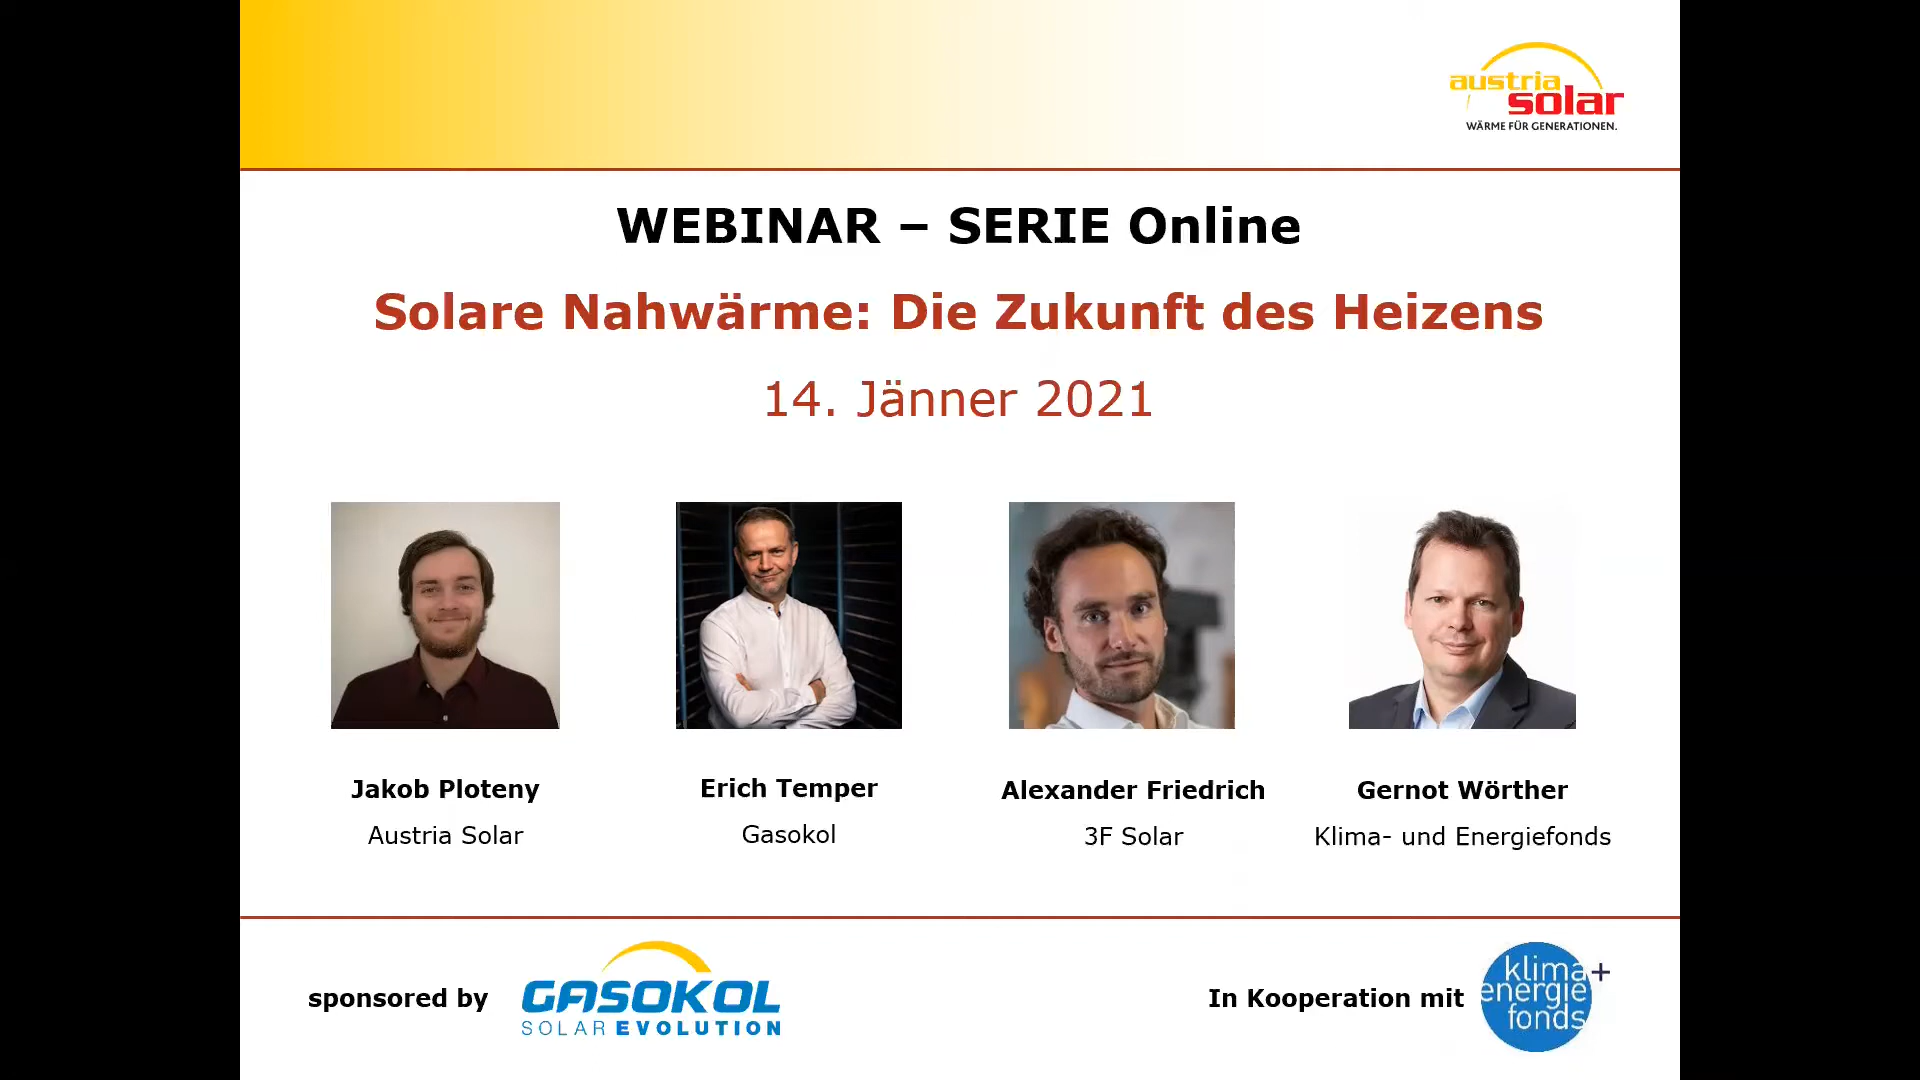 austria
solar
WÄRME FÜR GENERATIONEN.
WEBINAR – SERIE Online
Solare Nahwärme: Die Zukunft des Heizens
14. Jänner 2021
Jakob Ploteny
Austria Solar
Erich Temper
Gasokol
Alexander Friedrich
3F Solar
Gernot Wörther
Klima- und Energiefonds
sponsored by
GASOKOL
SOLAR EVOLUTION
In Kooperation mit
klima+
energie
fonds